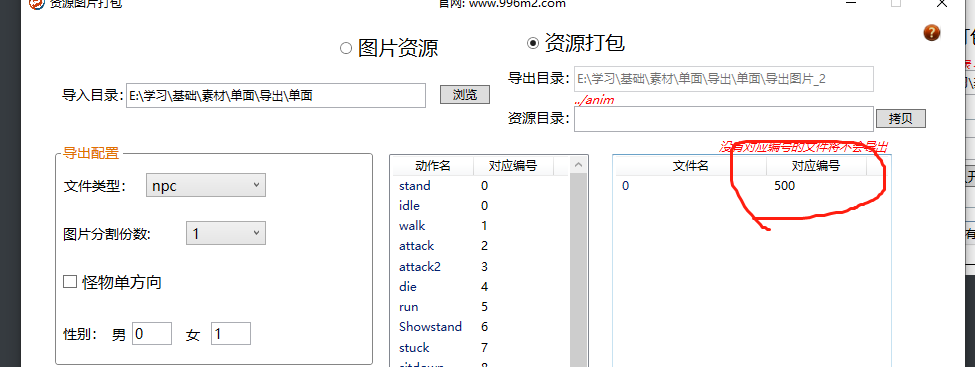 资源图片打包
官网: www.996m2.com
图片资源
资源打包
导入目录: E:\学习\基础\素材\单面\导出\单面 浏览
导出目录: E:\学习\基础\素材\单面\导出\单面\导出图片_2
../anim
资源目录: 拷贝
没有对应编号的文件将不会导出
导出配置
文件类型: npc
图片分割份数: 1
怪物单方向
性别: 男 0 女 1
动作名 对应编号
stand 0
idle 0
walk 1
attack 2
attack2 3
die 4
run 5
Showstand 6
stuck 7
文件名 对应编号
0 500